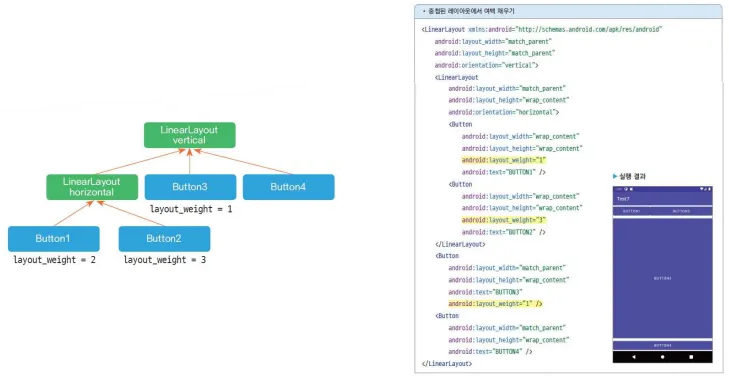 LinearLayout
vertical
LinearLayout
horizontal
Button3
Button4
layout_weight = 1
Button1
Button2
layout_weight = 2
layout_weight = 3
• 중첩된 레이아웃에서 여백 채우기
<LinearLayout xmlns:android="http://schemas.android.com/apk/res/android"
android:layout_width="match_parent"
android:layout_height="match_parent"
android:orientation="vertical">
<LinearLayout
android:layout_width="match_parent"
android:layout_height="wrap_content"
android:orientation="horizontal">
<Button
android:layout_width="wrap_content"
android:layout_height="wrap_content"
android:layout_weight="1"
android:text="BUTTON1" />
<Button
android:layout_width="wrap_content"
android:layout_height="wrap_content"
android:layout_weight="3"
android:text="BUTTON2" />
</LinearLayout>
<Button
android:layout_width="match_parent"
android:layout_height="wrap_content"
android:text="BUTTON3"
android:layout_weight="1" />
<Button
android:layout_width="match_parent"
android:layout_height="wrap_content"
android:text="BUTTON4" />
</LinearLayout>
▶ 실행 결과
Test7
BUTTON1
BUTTON2
BUTTON3
BUTTON4